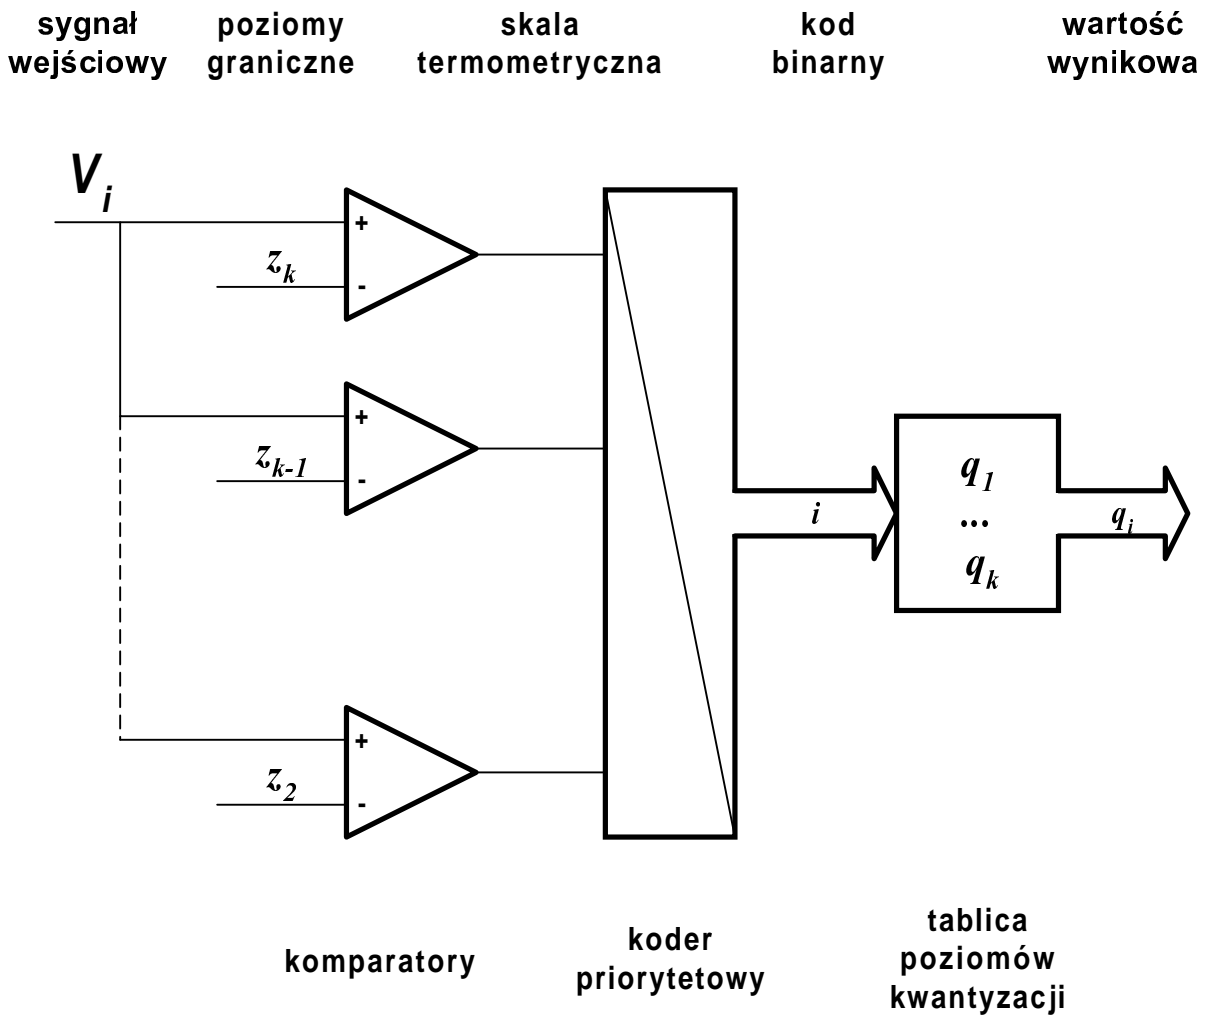 sygnał
wejściowy
poziomy
graniczne
skala
termometryczna
kod
binarny
wartość
wynikowa
V i
+
z k
-
+
z k-1
-
+
z 2
-
i
q 1
...
q k
q i
komparatory
koder
priorytetowy
tablica
poziomów
kwantyzacji